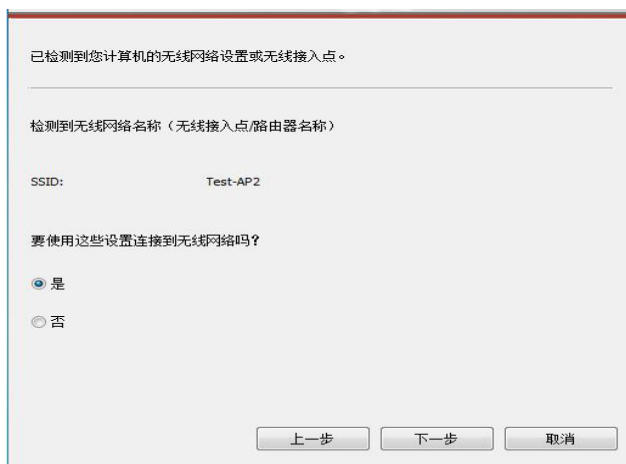 已检测到您计算机的无线网络设置或无线接入点。
检测到无线网络名称（无线接入点/路由器名称）
SSID: Test-AP2
要使用这些设置连接到无线网络吗?
是
否
上一步 下一步 取消